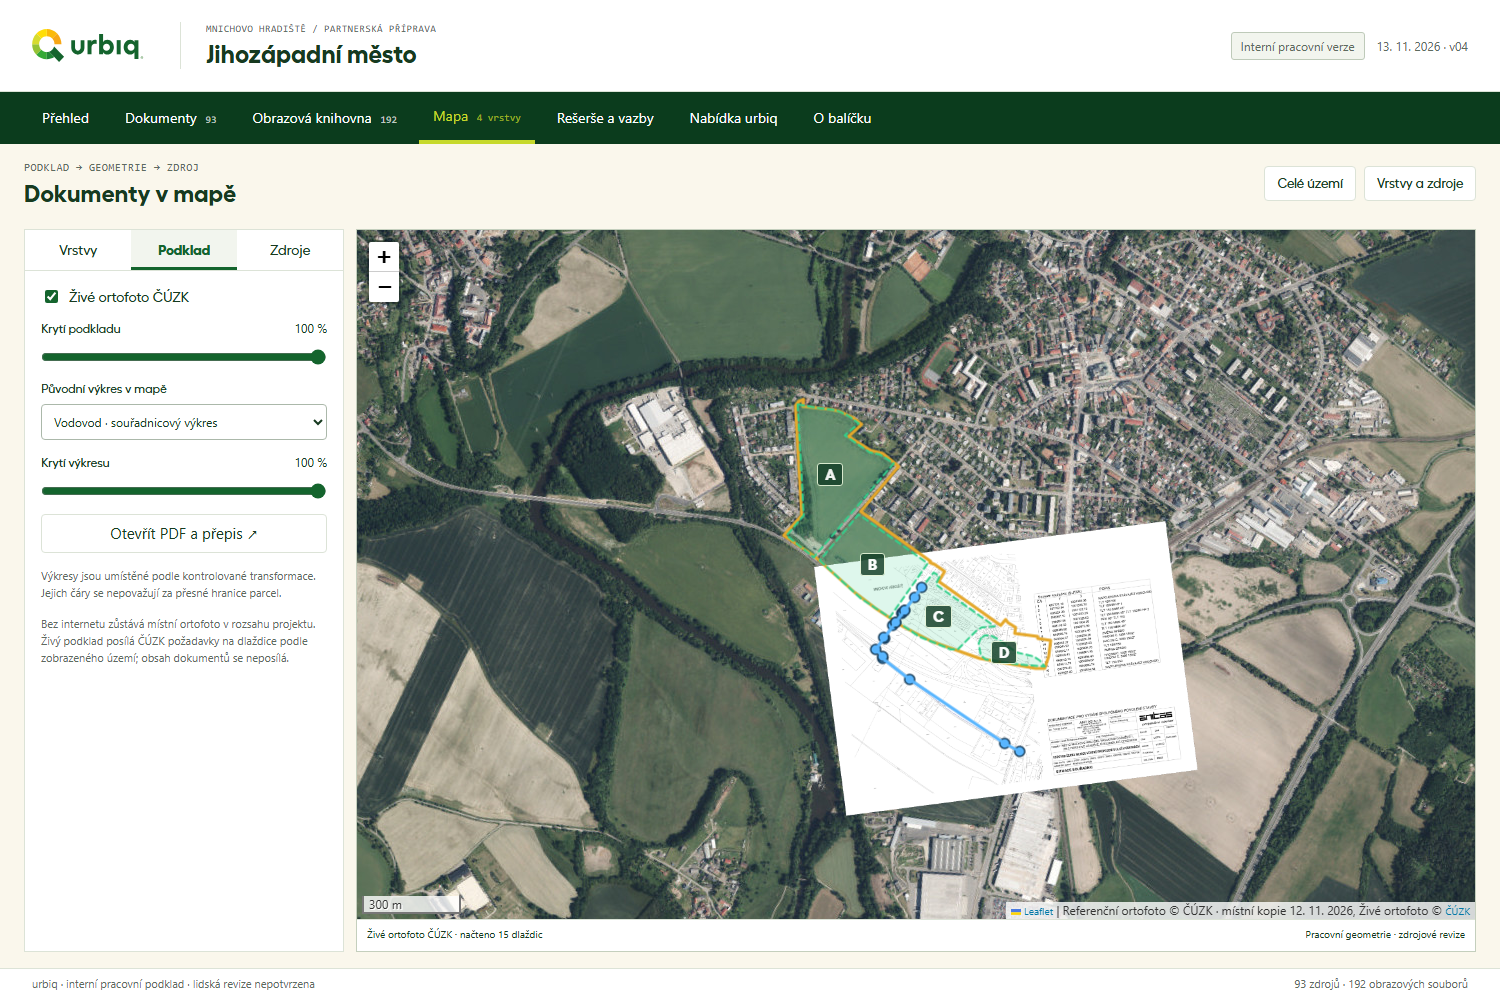 urbiq
MNICHOVO HRADIŠTĚ / PARTNERSKÁ PŘÍPRAVA
Jihozápadní město
Interní pracovní verze
13. 11. 2026 · v04
Přehled
Dokumenty 93
Obrazová knihovna 192
Mapa 4 vrstvy
Rešerše a vazby
Nabídka urbiq
O balíčku
PODKLAD → GEOMETRIE → ZDROJ
Dokumenty v mapě
Celé území
Vrstvy a zdroje
Vrstvy
Podklad
Zdroje
Živé ortofoto ČÚZK
Krytí podkladu 100 %
Původní výkres v mapě
Vodovod · souřadnicový výkres
Krytí výkresu 100 %
Otevřít PDF a přepis ↗
Výkresy jsou umístěné podle kontrolované transformace.
Jejich čáry se nepovažují za přesné hranice parcel.
Bez internetu zůstává místní ortofoto v rozsahu projektu.
Živý podklad posílá ČÚZK požadavky na dlaždice podle
zobrazeného území; obsah dokumentů se neposílá.
+
−
A
B
C
D
300 m
Leaflet | Referenční ortofoto © ČÚZK · místní kopie 12. 11. 2026, Živé ortofoto © ČÚZK
Živé ortofoto ČÚZK · načteno 15 dlaždic
Pracovní geometrie · zdrojové revize
urbiq · interní pracovní podklad · lidská revize nepotvrzena
93 zdrojů · 192 obrazových souborů